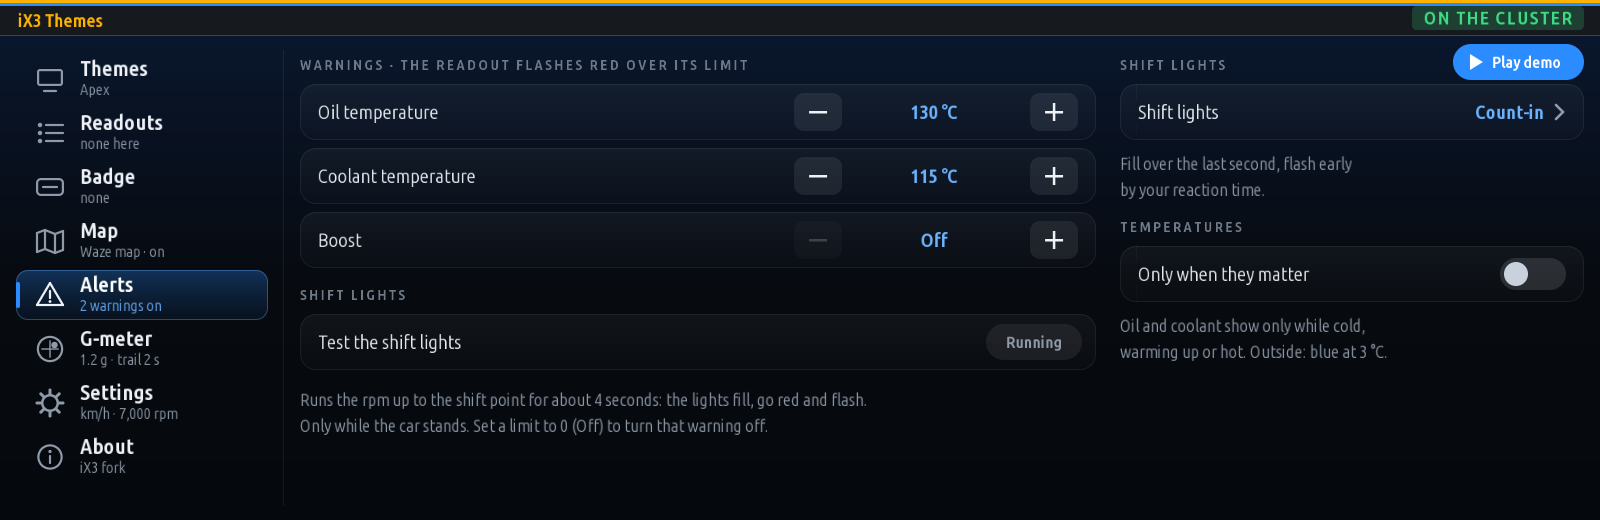 iX3 Themes
ON THE CLUSTER
Themes
Apex
Readouts
none here
Badge
none
Map
Waze map · on
Alerts
2 warnings on
G-meter
1.2 g · trail 2 s
Settings
km/h · 7,000 rpm
About
iX3 fork
WARNINGS · THE READOUT FLASHES RED OVER ITS LIMIT
Oil temperature
130 °C
Coolant temperature
115 °C
Boost
Off
SHIFT LIGHTS
Test the shift lights
Running
Runs the rpm up to the shift point for about 4 seconds: the lights fill, go red and flash.
Only while the car stands. Set a limit to 0 (Off) to turn that warning off.
SHIFT LIGHTS
Play demo
Shift lights
Count-in
Fill over the last second, flash early
by your reaction time.
TEMPERATURES
Only when they matter
Oil and coolant show only while cold,
warming up or hot. Outside: blue at 3 °C.